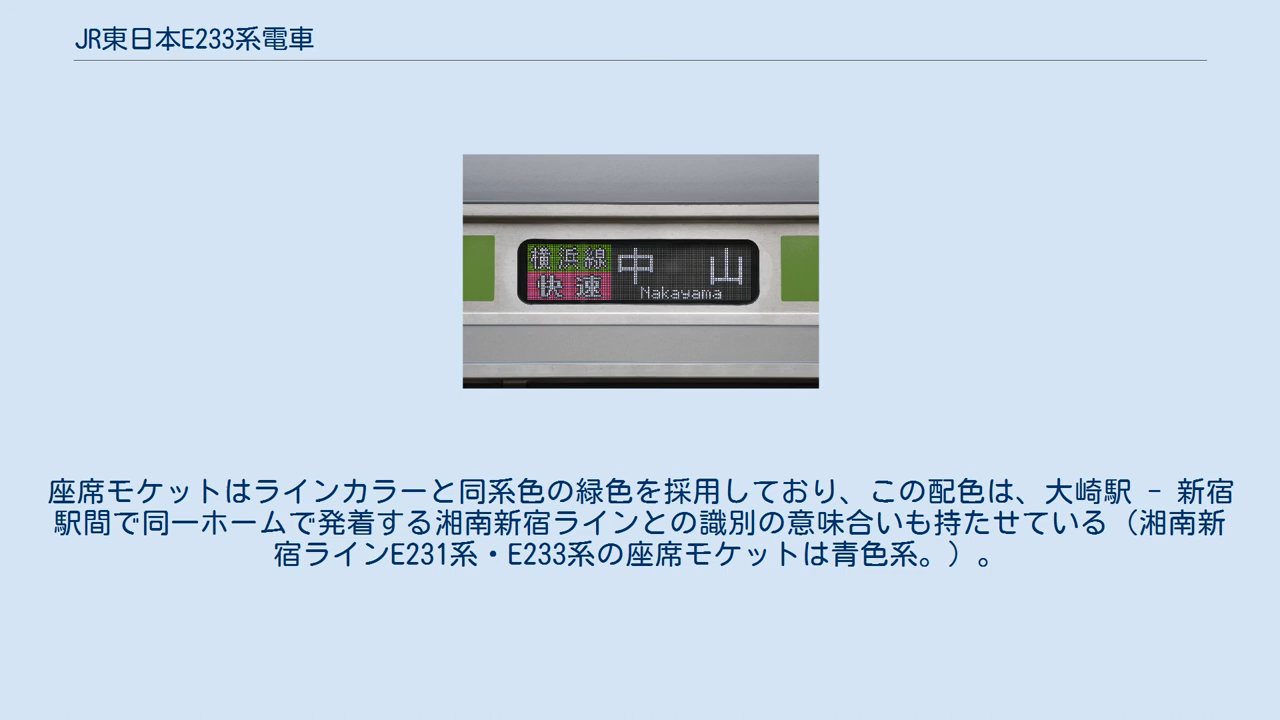 JR東日本E233系電車
横浜線
快速
中山
Nakayama
座席モケットはラインカラーと同系色の緑色を採用しており、この配色は、大崎駅 - 新宿
駅間で同一ホームで発着する湘南新宿ラインとの識別の意味合いも持たせている（湘南新
宿ラインE231系・E233系の座席モケットは青色系。）。